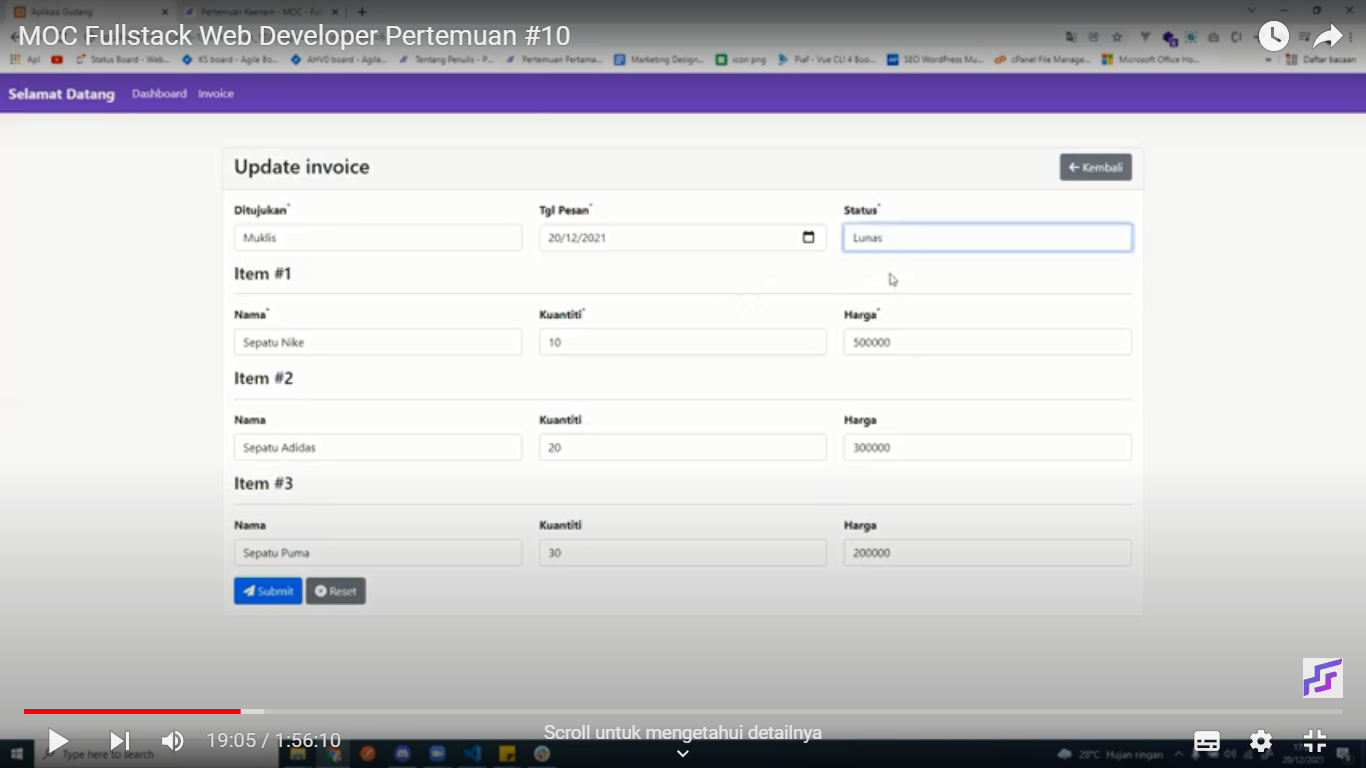 Aplikasi Gudang
Pertemuan Keenam - MOC - Ful
MOC Fullstack Web Developer Pertemuan #10
Apl
Status Board - Web...
KS board - Agile Bo...
AHVO board - Agile...
Tentang Penulis - P...
Pertemuan Pertama...
Marketing Design...
icon png
Piaf - Vue CLI 4 Boo...
SEO WordPress Mu...
cPanel File Manage...
Microsoft Office Ho...
»
Daftar bacaan
Selamat Datang Dashboard Invoice
Update invoice
Kembali
Ditujukan* Tgl Pesan* Status*
Muklis 20/12/2021 Lunas
Item #1
Nama* Kuantiti* Harga*
Sepatu Nike 10 500000
Item #2
Nama Kuantiti Harga
Sepatu Adidas 20 300000
Item #3
Nama Kuantiti Harga
Sepatu Puma 30 200000
Submit Reset
Scroll untuk mengetahui detailnya
19:05 / 1:56:10
Type here to search
28°C Hujan ringan
20/12/2021